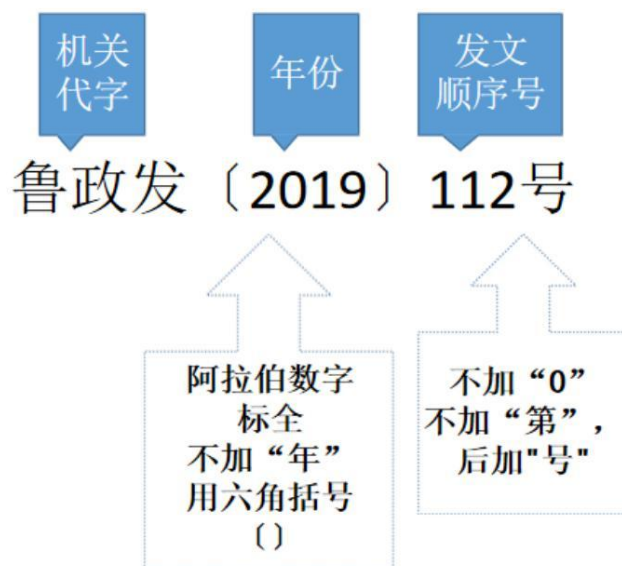 机关
代字
年份
发文
顺序号
鲁政发〔2019〕112号
阿拉伯数字
标全
不加“年”
用六角括号
〔〕
不加“0”
不加“第”，
后加"号"